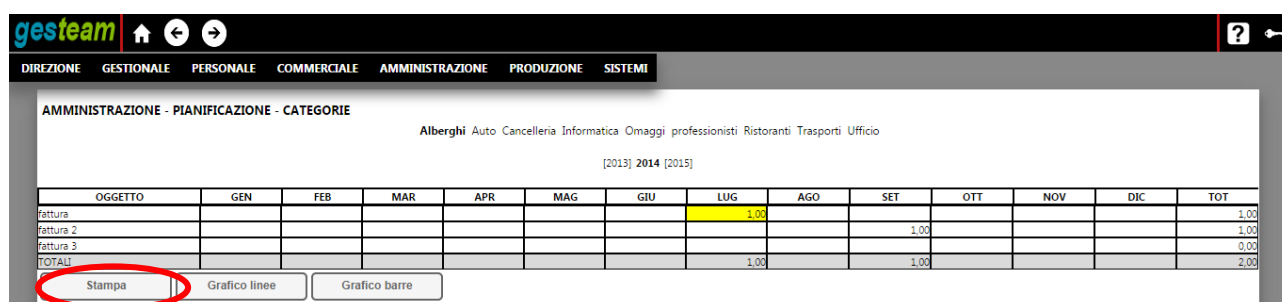 gesteam ?
DIREZIONE GESTIONALE PERSONALE COMMERCIALE AMMINISTRAZIONE PRODUZIONE SISTEMI
AMMINISTRAZIONE - PIANIFICAZIONE - CATEGORIE
Alberghi Auto Cancelleria Informatica Omaggi professionisti Ristoranti Trasporti Ufficio
[2013] 2014 [2015]
OGGETTO GEN FEB MAR APR MAG GIU LUG AGO SET OTT NOV DIC TOT
fattura 1,00 1,00
fattura 2 1,00 1,00
fattura 3 0,00
TOTALI 1,00 1,00 2,00
Stampa Grafico linee Grafico barre